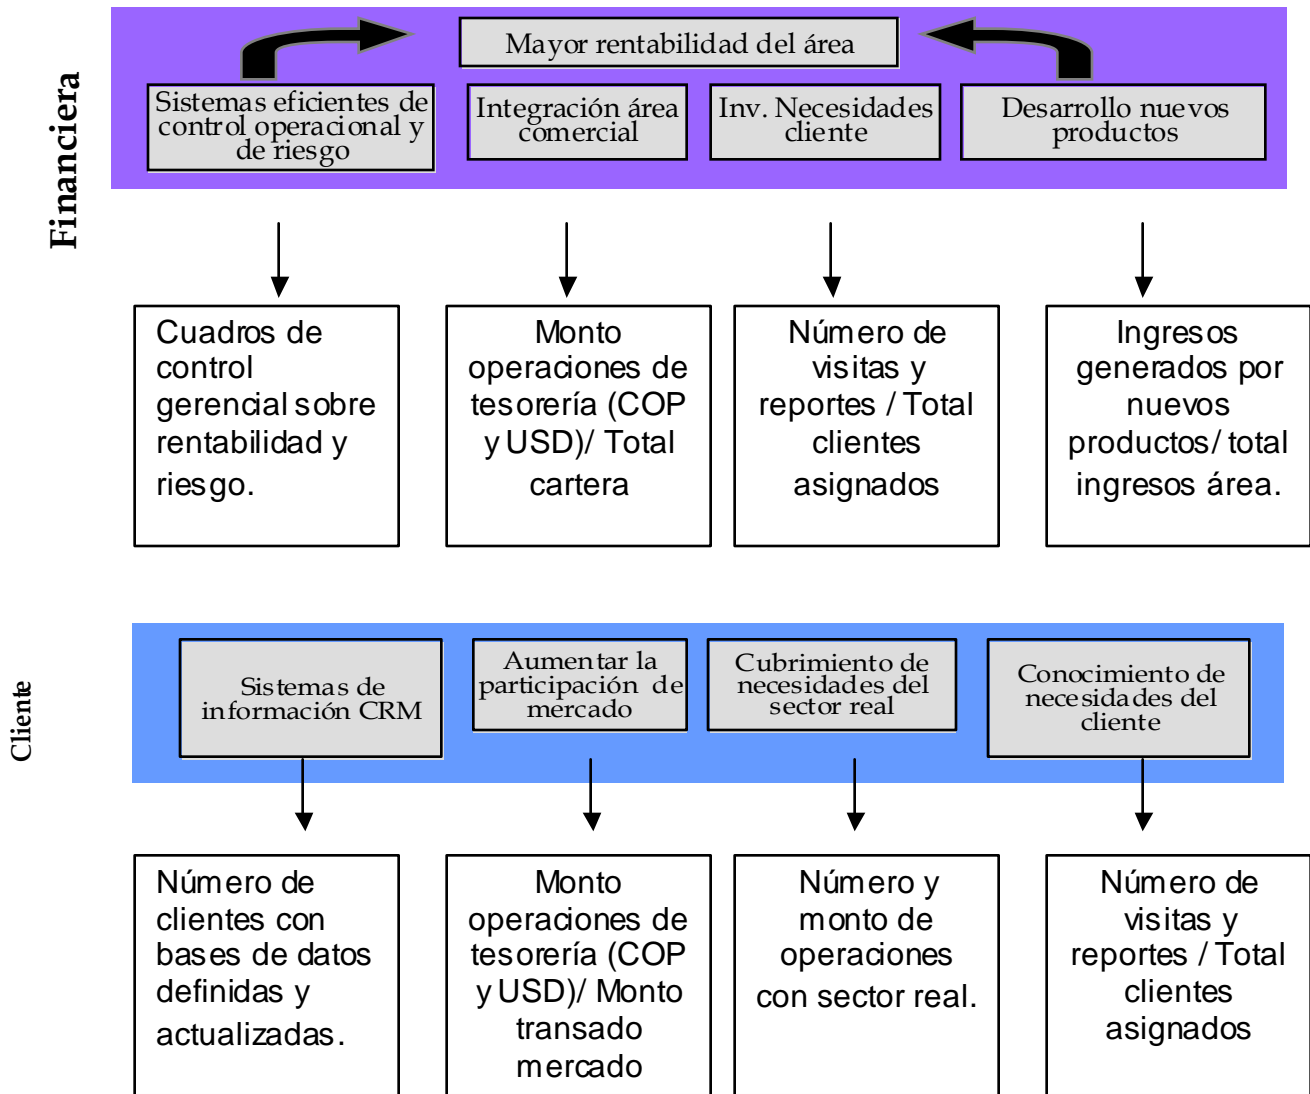 Financiera
Mayor rentabilidad del área
Sistemas eficientes de
control operacional y
de riesgo
Integración área
comercial
Inv. Necesidades
cliente
Desarrollo nuevos
productos
Cuadros de
control
gerencial sobre
rentabilidad y
riesgo.
Monto
operaciones de
tesorería (COP
y USD)/ Total
cartera
Número de
visitas y
reportes / Total
clientes
asignados
Ingresos
generados por
nuevos
productos/ total
ingresos área.
Cliente
Sistemas de
información CRM
Aumentar la
participación de
mercado
Cubrimiento de
necesidades del
sector real
Conocimiento de
necesidades del
cliente
Número de
clientes con
bases de datos
definidas y
actualizadas.
Monto
operaciones de
tesorería (COP
y USD)/ Monto
transado
mercado
Número y
monto de
operaciones
con sector real.
Número de
visitas y
reportes / Total
clientes
asignados